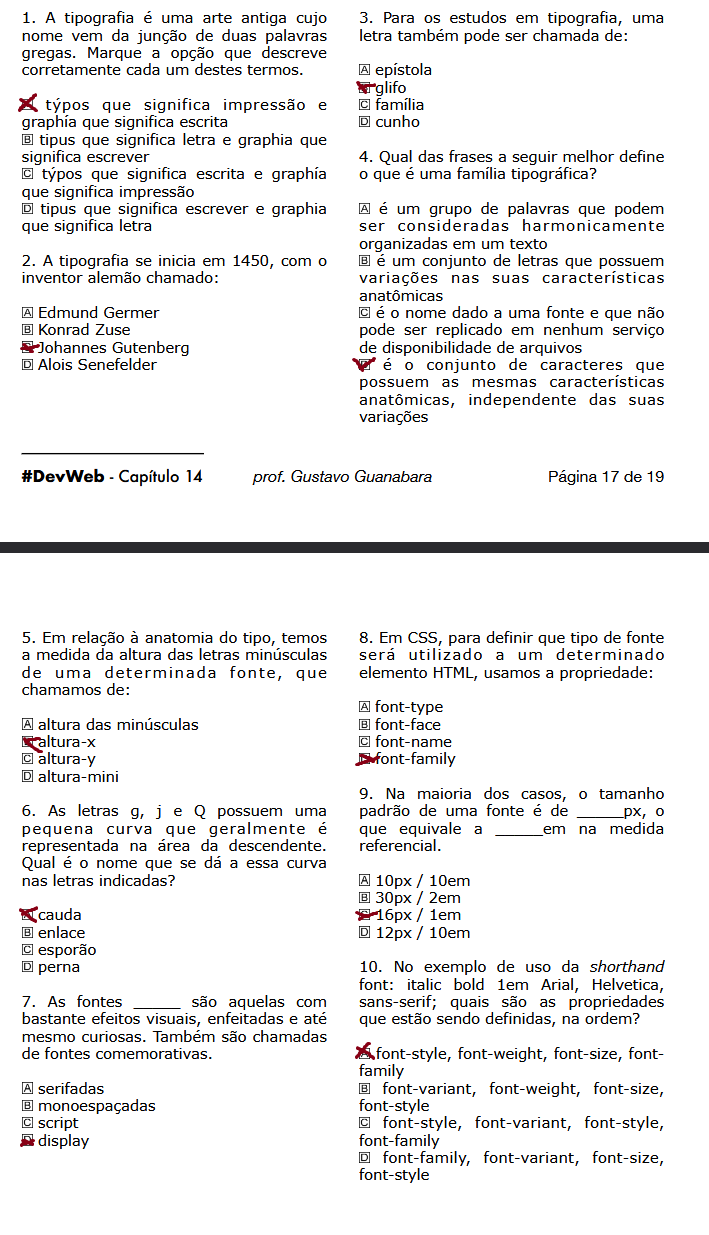 1. A tipografia é uma arte antiga cujo
nome vem da junção de duas palavras
gregas. Marque a opção que descreve
corretamente cada um destes termos.
týpos que significa impressão e
graphía que significa escrita
B tipus que significa letra e graphia que
significa escrever
C týpos que significa escrita e graphía
que significa impressão
D tipus que significa escrever e graphia
que significa letra
2. A tipografia se inicia em 1450, com o
inventor alemão chamado:
A Edmund Germer
B Konrad Zuse
Johannes Gutenberg
D Alois Senefelder
3. Para os estudos em tipografia, uma
letra também pode ser chamada de:
A epístola
glifo
C família
D cunho
4. Qual das frases a seguir melhor define
o que é uma família tipográfica?
A é um grupo de palavras que podem
ser consideradas harmonicamente
organizadas em um texto
B é um conjunto de letras que possuem
variações nas suas características
anatômicas
C é o nome dado a uma fonte e que não
pode ser replicado em nenhum serviço
de disponibilidade de arquivos
é o conjunto de caracteres que
possuem as mesmas características
anatômicas, independente das suas
variações
#DevWeb - Capítulo 14 prof. Gustavo Guanabara Página 17 de 19
5. Em relação à anatomia do tipo, temos
a medida da altura das letras minúsculas
de uma determinada fonte, que
chamamos de:
A altura das minúsculas
altura-x
C altura-y
D altura-mini
6. As letras g, j e Q possuem uma
pequena curva que geralmente é
representada na área da descendente.
Qual é o nome que se dá a essa curva
nas letras indicadas?
cauda
B enlace
C esporão
D perna
7. As fontes _____ são aquelas com
bastante efeitos visuais, enfeitadas e até
mesmo curiosas. Também são chamadas
de fontes comemorativas.
A serifadas
B monoespaçadas
C script
display
8. Em CSS, para definir que tipo de fonte
será utilizado a um determinado
elemento HTML, usamos a propriedade:
A font-type
B font-face
C font-name
font-family
9. Na maioria dos casos, o tamanho
padrão de uma fonte é de _____px, o
que equivale a _____em na medida
referencial.
A 10px / 10em
B 30px / 2em
16px / 1em
D 12px / 10em
10. No exemplo de uso da shorthand
font: italic bold 1em Arial, Helvetica,
sans-serif; quais são as propriedades
que estão sendo definidas, na ordem?
font-style, font-weight, font-size, font-
family
B font-variant, font-weight, font-size,
font-style
C font-style, font-variant, font-style,
font-family
D font-family, font-variant, font-size,
font-style